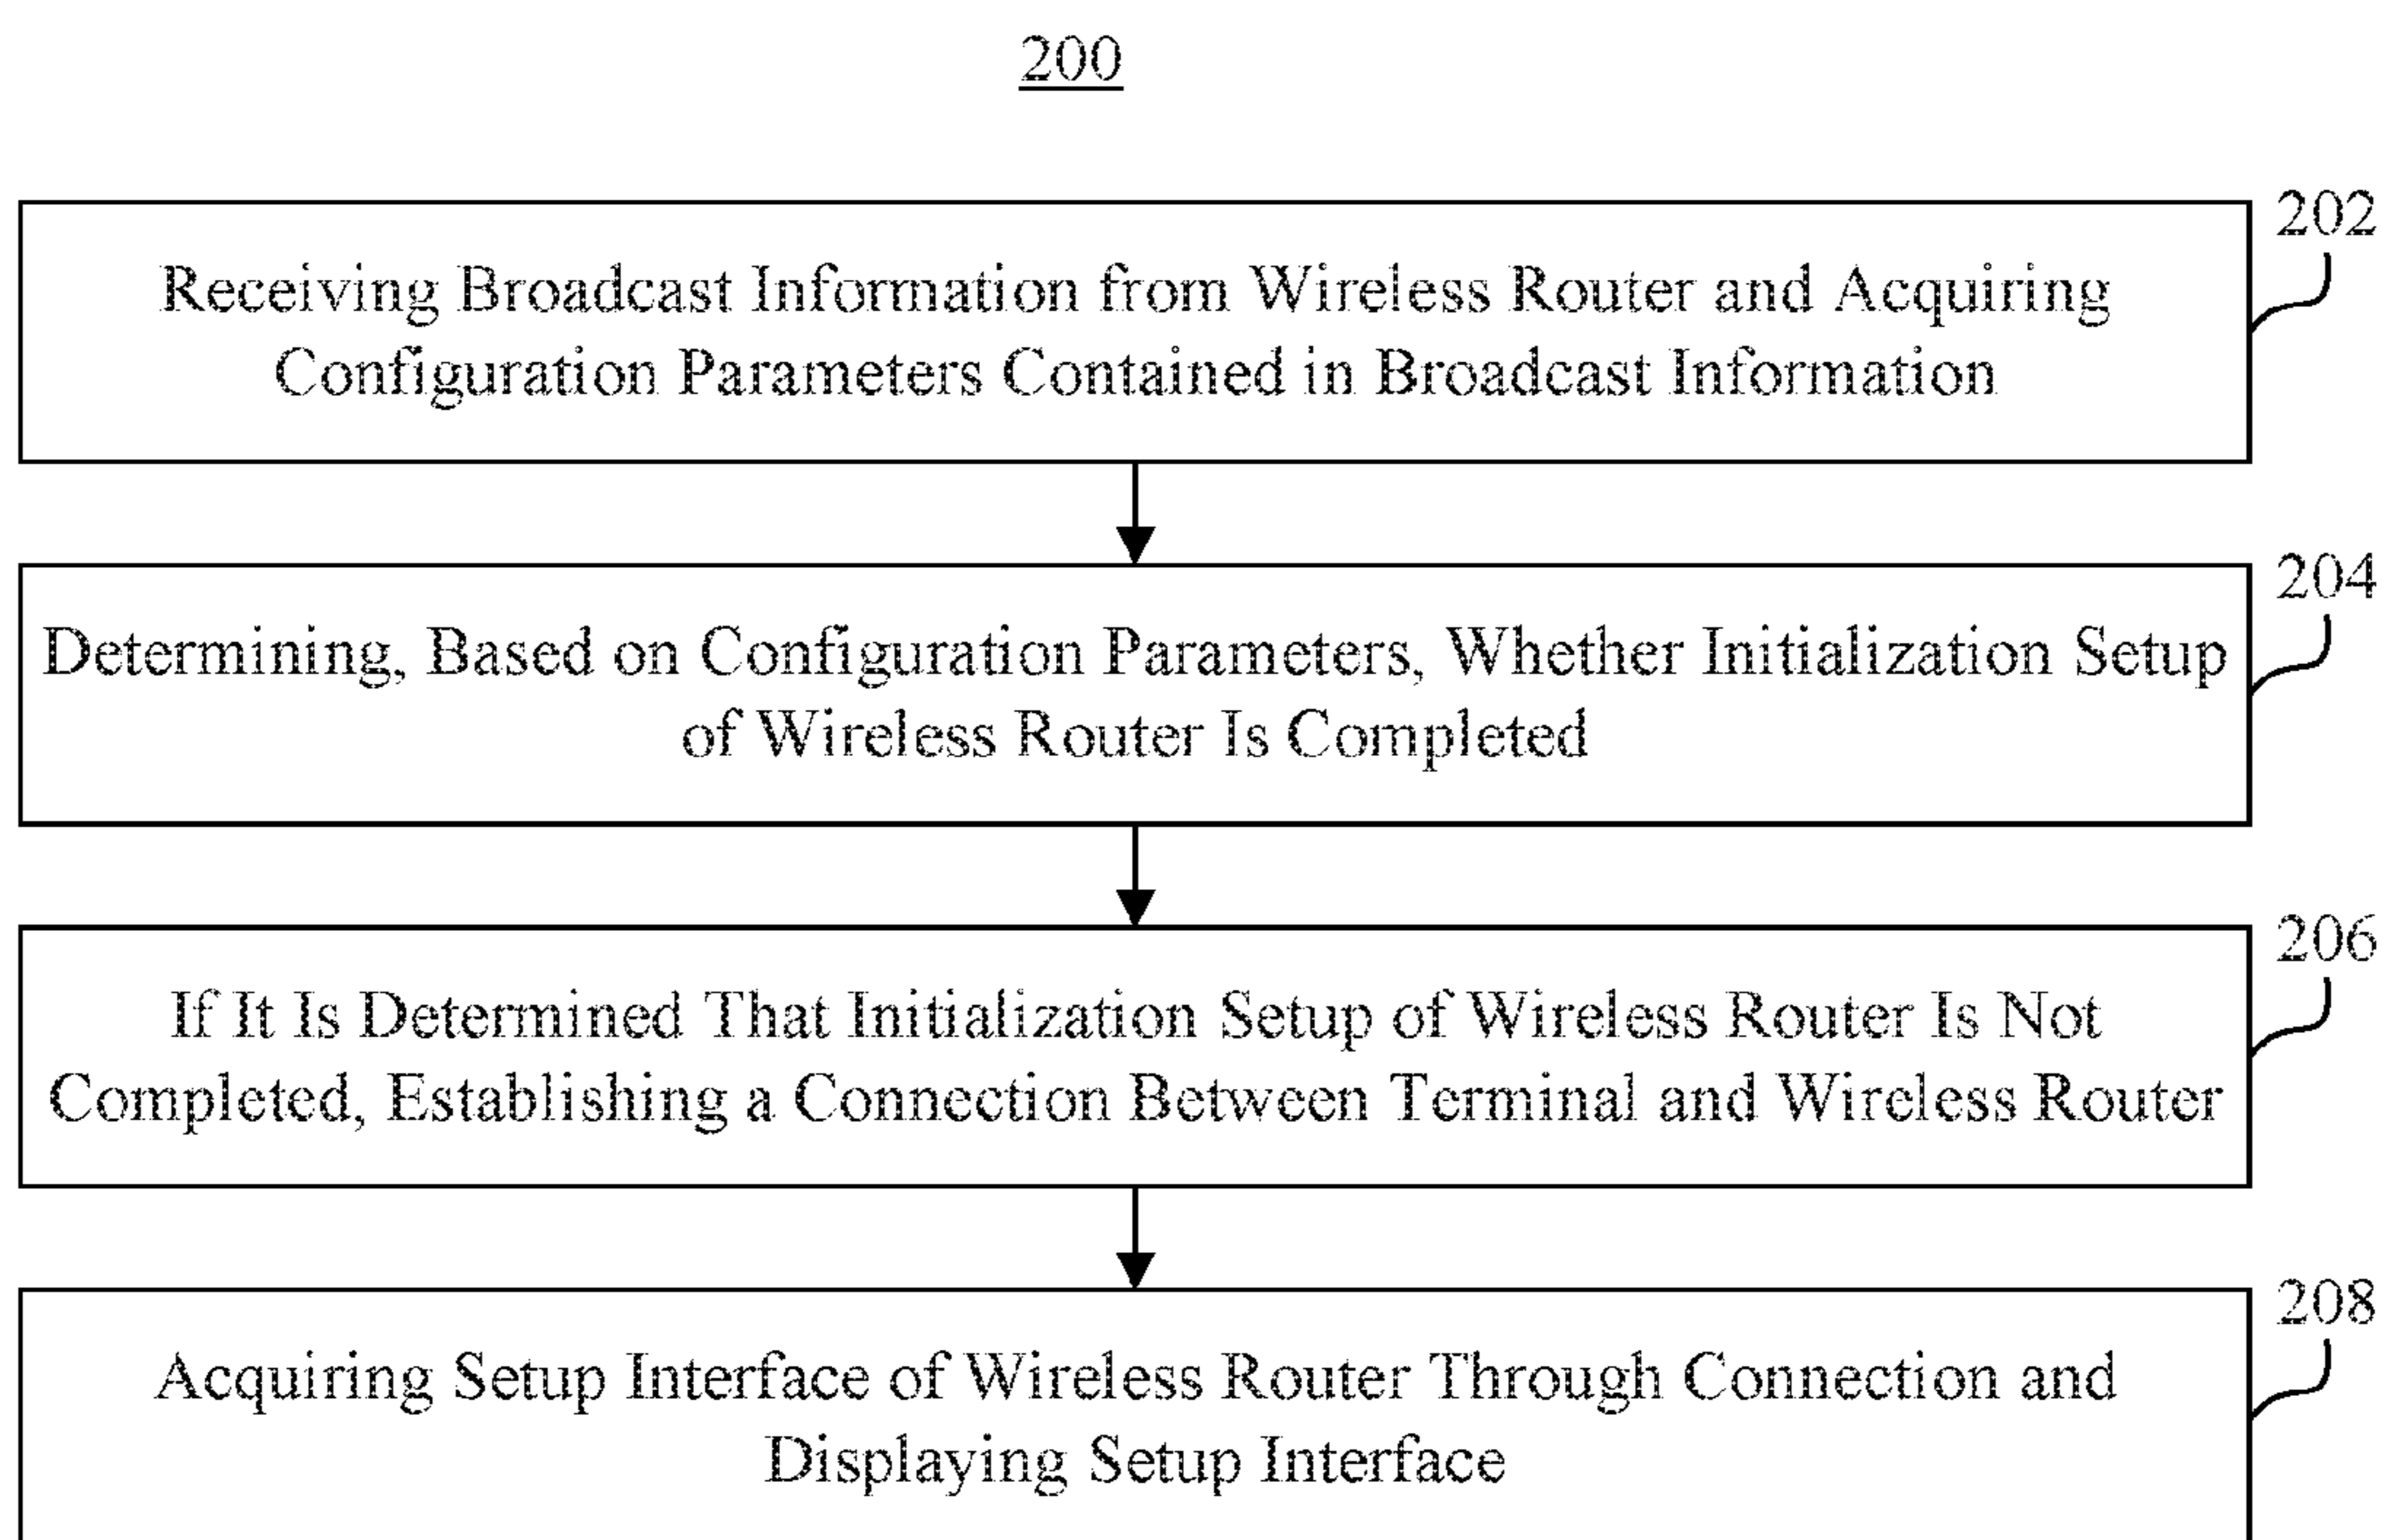 200
202
Receiving Broadcast Information from Wireless Router and Acquiring
Configuration Parameters Contained in Broadcast Information
204
Determining, Based on Configuration Parameters, Whether Initialization Setup
of Wireless Router Is Completed
206
If It Is Determined That Initialization Setup of Wireless Router Is Not
Completed, Establishing a Connection Between Terminal and Wireless Router
208
Acquiring Setup Interface of Wireless Router Through Connection and
Displaying Setup Interface